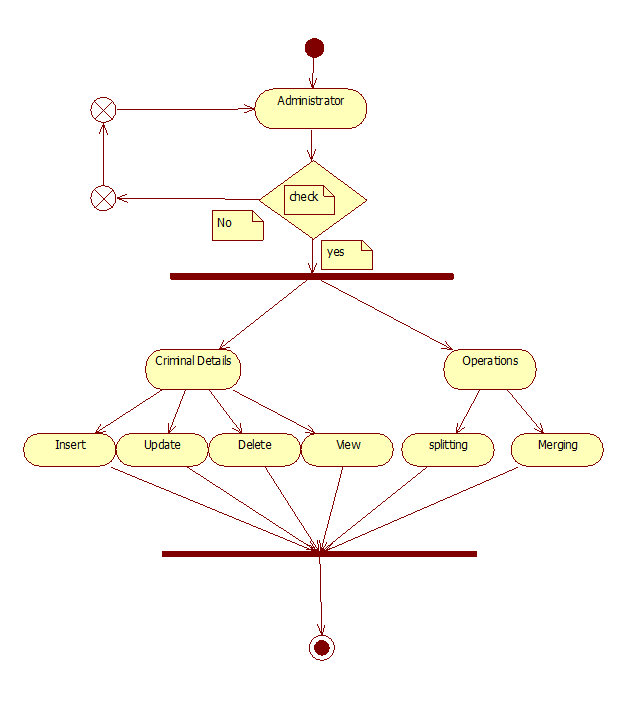 Administrator
check
No
yes
Criminal Details
Operations
Insert
Update
Delete
View
splitting
Merging